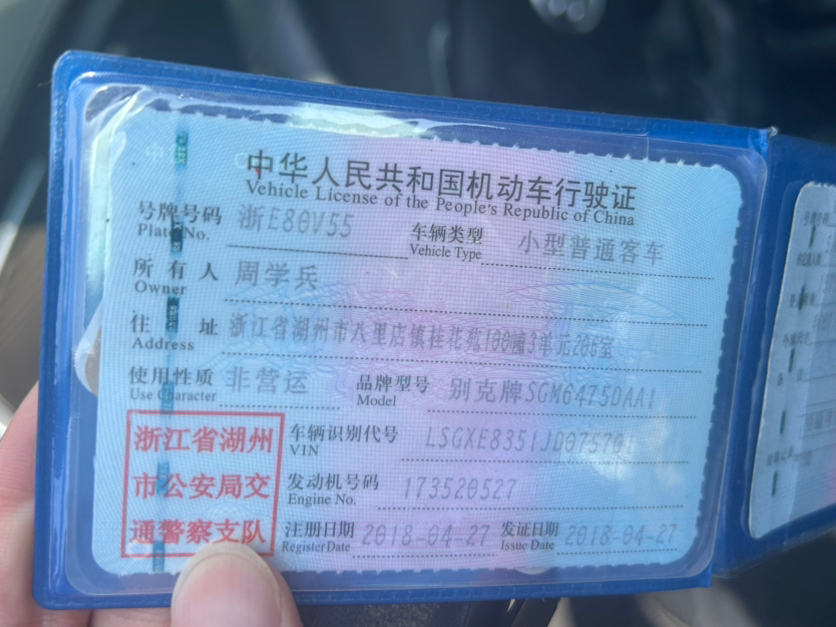 中华人民共和国机动车行驶证
Vehicle License of the People's Republic of China
号牌号码 浙E80V55 车辆类型 小型普通客车
Plate No. Vehicle Type
所有人 周学兵
Owner
住址 浙江省湖州市八里店镇桂花苑100幢3单元206室
Address
使用性质 非营运 品牌型号 别克牌SGM6475DAA1
Use Character Model
浙江省湖州 车辆识别代号 LSGXE8351JD075791
VIN
市公安局交 发动机号码 173520527
Engine No.
通警察支队 注册日期 2018-04-27 发证日期 2018-04-27
Register Date Issue Date